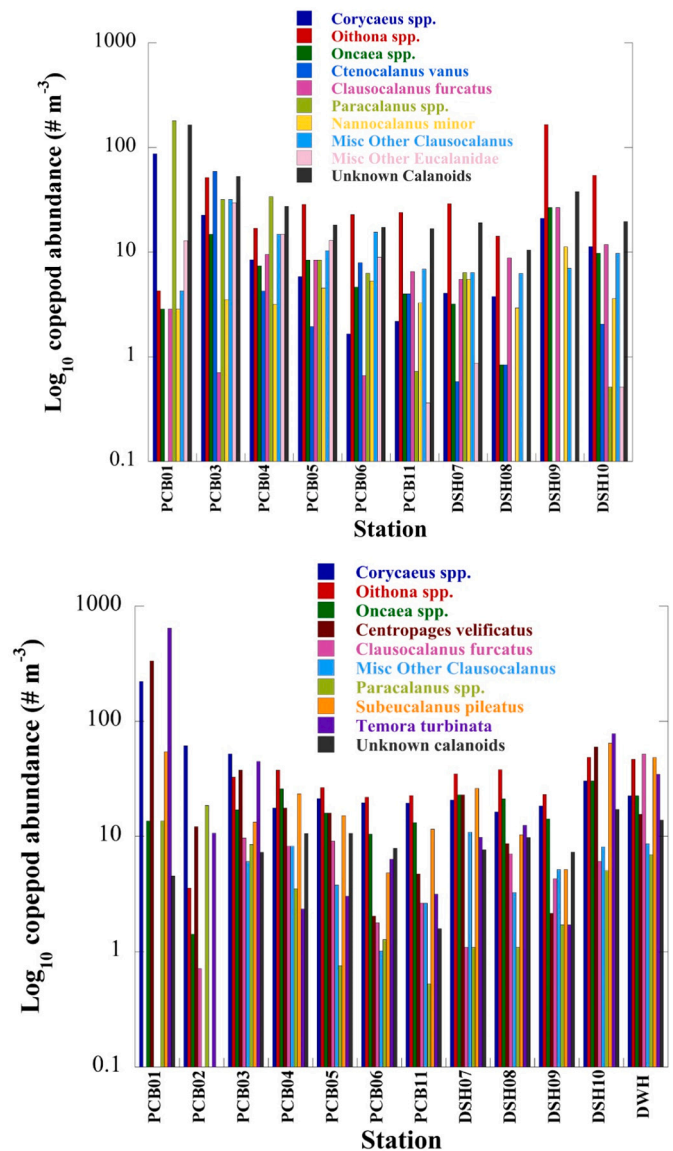 Corycaeus spp.
Oithona spp.
Oncaea spp.
Ctenocalanus vanus
Clausocalanus furcatus
Paracalanus spp.
Nannocalanus minor
Misc Other Clausocalanus
Misc Other Eucalanidae
Unknown Calanoids
Log10 copepod abundance (# m-3)
1000
100
10
1
0.1
PCB01
PCB03
PCB04
PCB05
PCB06
PCB11
DSH07
DSH08
DSH09
DSH10
Station
Corycaeus spp.
Oithona spp.
Oncaea spp.
Centropages velificatus
Clausocalanus furcatus
Misc Other Clausocalanus
Paracalanus spp.
Subeucalanus pileatus
Temora turbinata
Unknown calanoids
Log10 copepod abundance (# m-3)
1000
100
10
1
0.1
PCB01
PCB02
PCB03
PCB04
PCB05
PCB06
PCB11
DSH07
DSH08
DSH09
DSH10
DWH
Station